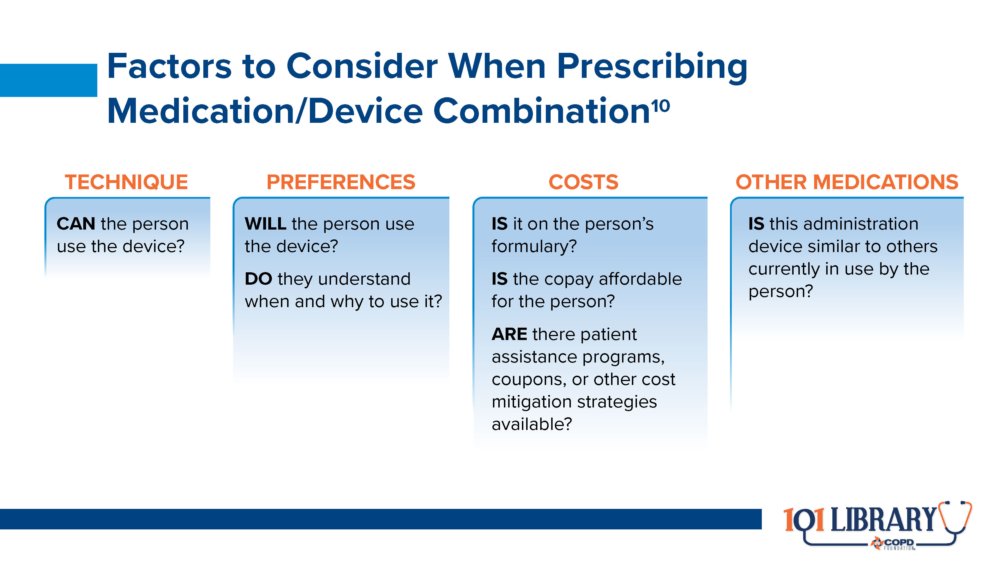 Factors to Consider When Prescribing
Medication/Device Combination¹⁰
TECHNIQUE
CAN the person
use the device?
PREFERENCES
WILL the person use
the device?
DO they understand
when and why to use it?
COSTS
IS it on the person’s
formulary?
IS the copay affordable
for the person?
ARE there patient
assistance programs,
coupons, or other cost
mitigation strategies
available?
OTHER MEDICATIONS
IS this administration
device similar to others
currently in use by the
person?
101 LIBRARY
COPD
FOUNDATION®